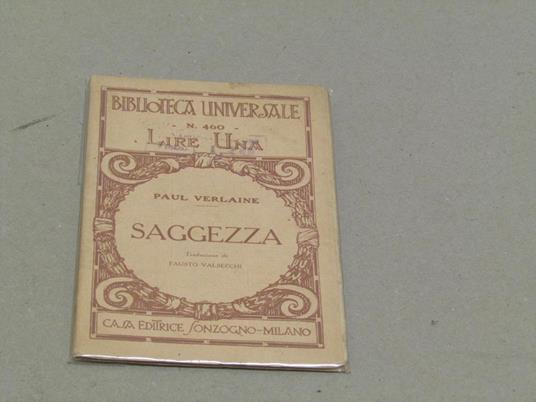 BIBLIOTECA UNIVERSALE
- N. 460 -
LIRE UNA
PAUL VERLAINE
SAGGEZZA
Traduzione di
FAUSTO VALSECCHI
CASA EDITRICE SONZOGNO-MILANO